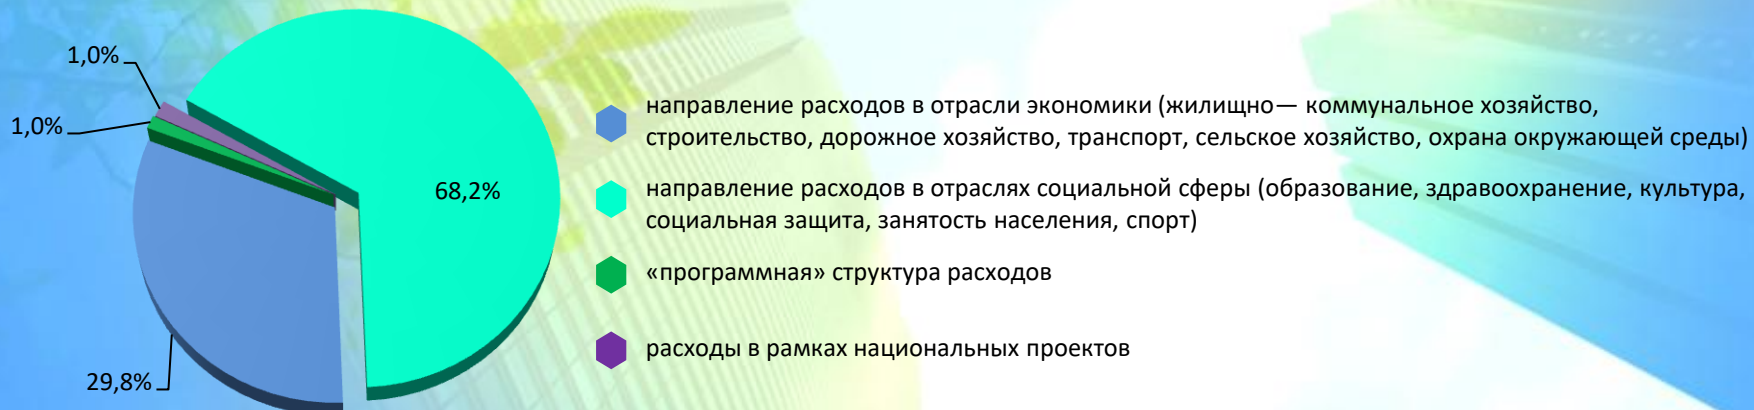 1,0%
1,0%
68,2%
29,8%
направление расходов в отрасли экономики (жилищно— коммунальное хозяйство,
строительство, дорожное хозяйство, транспорт, сельское хозяйство, охрана окружающей среды)
направление расходов в отраслях социальной сферы (образование, здравоохранение, культура,
социальная защита, занятость населения, спорт)
«программная» структура расходов
расходы в рамках национальных проектов